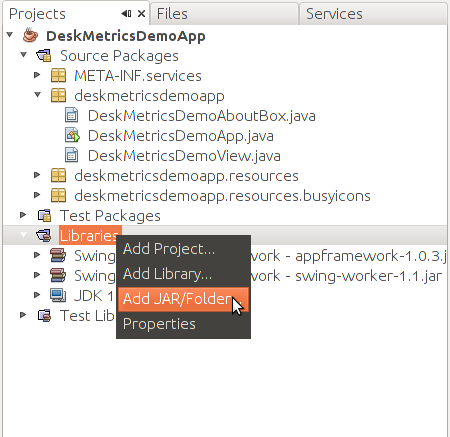 Projects
Files
Services
DeskMetricsDemoApp
Source Packages
META-INF.services
deskmetricsdemoapp
DeskMetricsDemoAboutBox.java
DeskMetricsDemoApp.java
DeskMetricsDemoView.java
deskmetricsdemoapp.resources
deskmetricsdemoapp.resources.busyicons
Test Packages
Libraries
Add Project...
Swing work - appframework-1.0.3.j
Add Library...
Swing work - swing-worker-1.1.jar
Add JAR/Folder
JDK 1
Test Lib
Properties